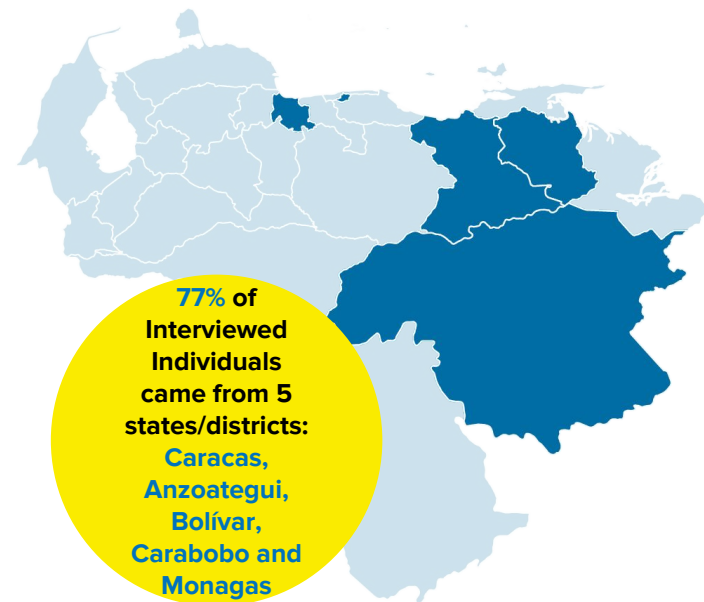 77% of
Interviewed
Individuals
came from 5
states/districts:
Caracas,
Anzoategui,
Bolívar,
Carabobo and
Monagas